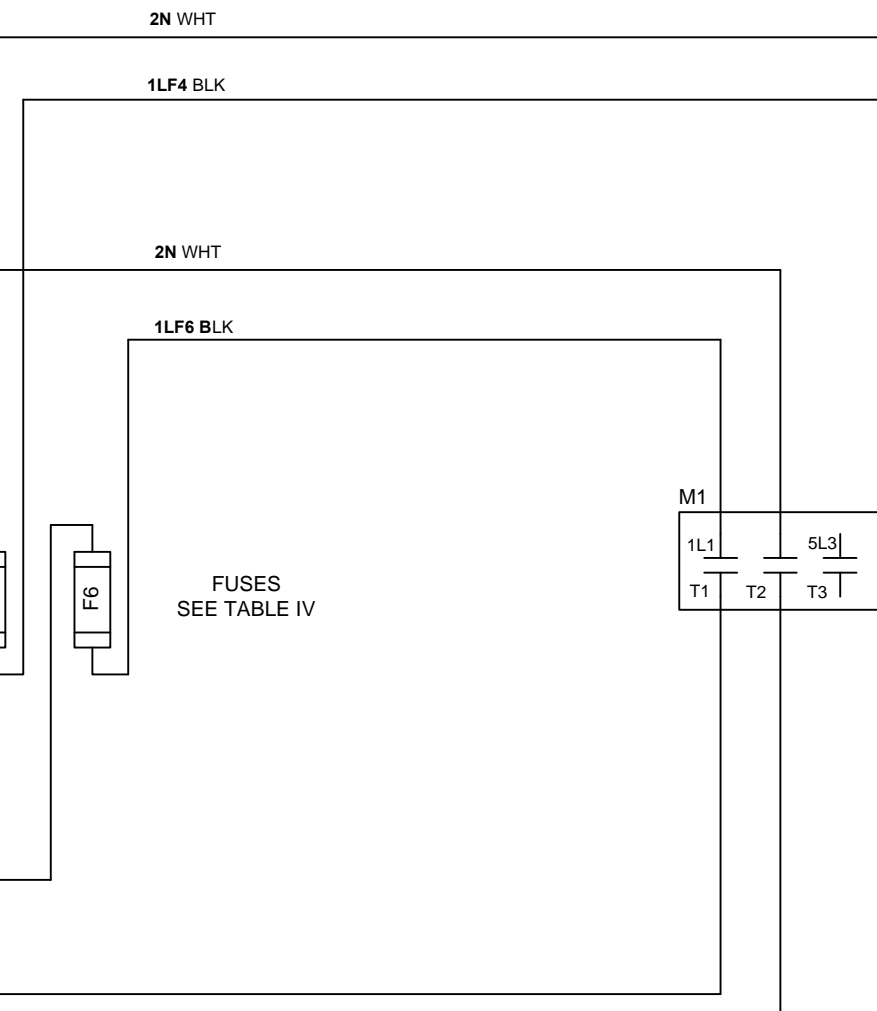 2N WHT
1LF4 BLK
2N WHT
1LF6 BLK
M1
1L1
5L3
T1
T2
T3
F6
FUSES
SEE TABLE IV